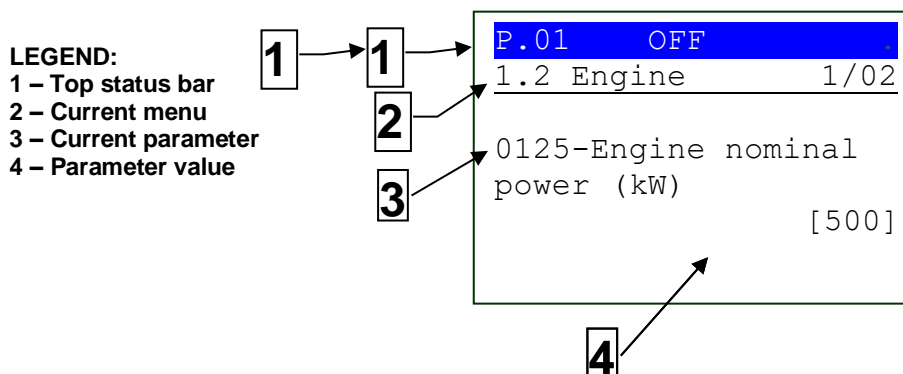 LEGEND:
1 – Top status bar
2 – Current menu
3 – Current parameter
4 – Parameter value
1
1
2
3
4
P.01 OFF .
1.2 Engine 1/02
0125-Engine nominal
power (kW)
[500]